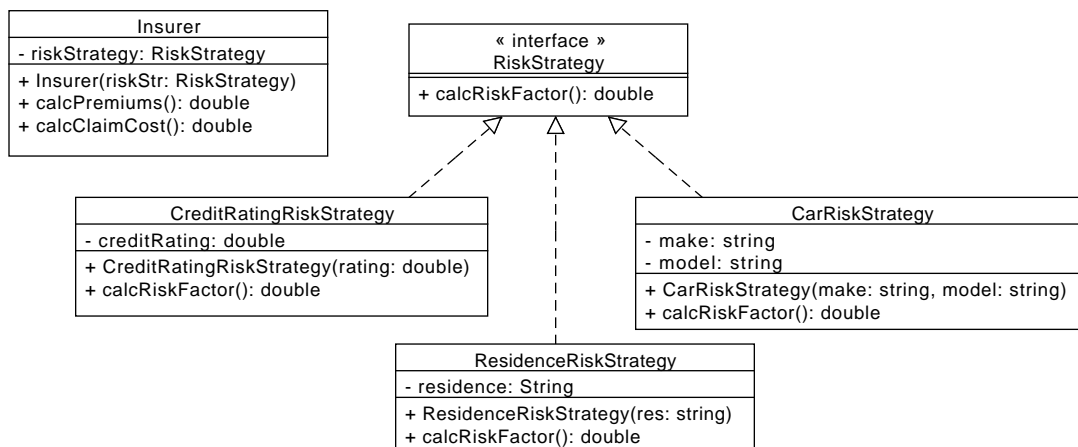 Insurer
- riskStrategy: RiskStrategy
+ Insurer(riskStr: RiskStrategy)
+ calcPremiums(): double
+ calcClaimCost(): double
« interface »
RiskStrategy
+ calcRiskFactor(): double
CreditRatingRiskStrategy
- creditRating: double
+ CreditRatingRiskStrategy(rating: double)
+ calcRiskFactor(): double
CarRiskStrategy
- make: string
- model: string
+ CarRiskStrategy(make: string, model: string)
+ calcRiskFactor(): double
ResidenceRiskStrategy
- residence: String
+ ResidenceRiskStrategy(res: string)
+ calcRiskFactor(): double